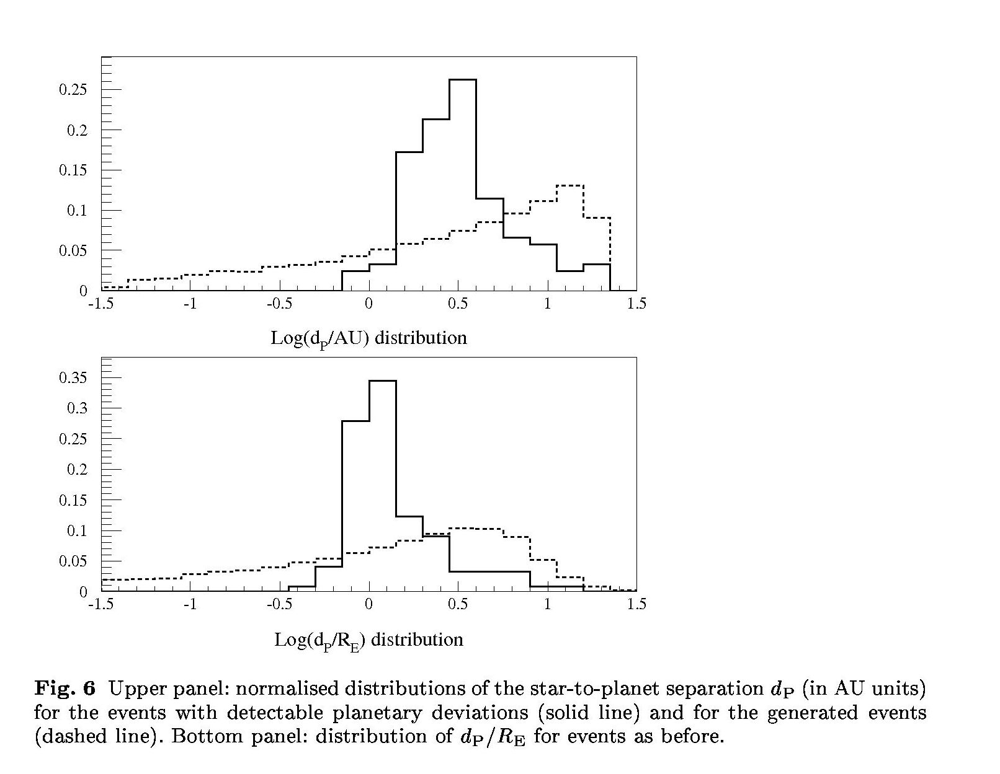 0.25
0.2
0.15
0.1
0.05
0
-1.5 -1 -0.5 0 0.5 1 1.5
Log(dP/AU) distribution
0.35
0.3
0.25
0.2
0.15
0.1
0.05
0
-1.5 -1 -0.5 0 0.5 1 1.5
Log(dP/RE) distribution
Fig. 6 Upper panel: normalised distributions of the star-to-planet separation dP (in AU units)
for the events with detectable planetary deviations (solid line) and for the generated events
(dashed line). Bottom panel: distribution of dP/RE for events as before.